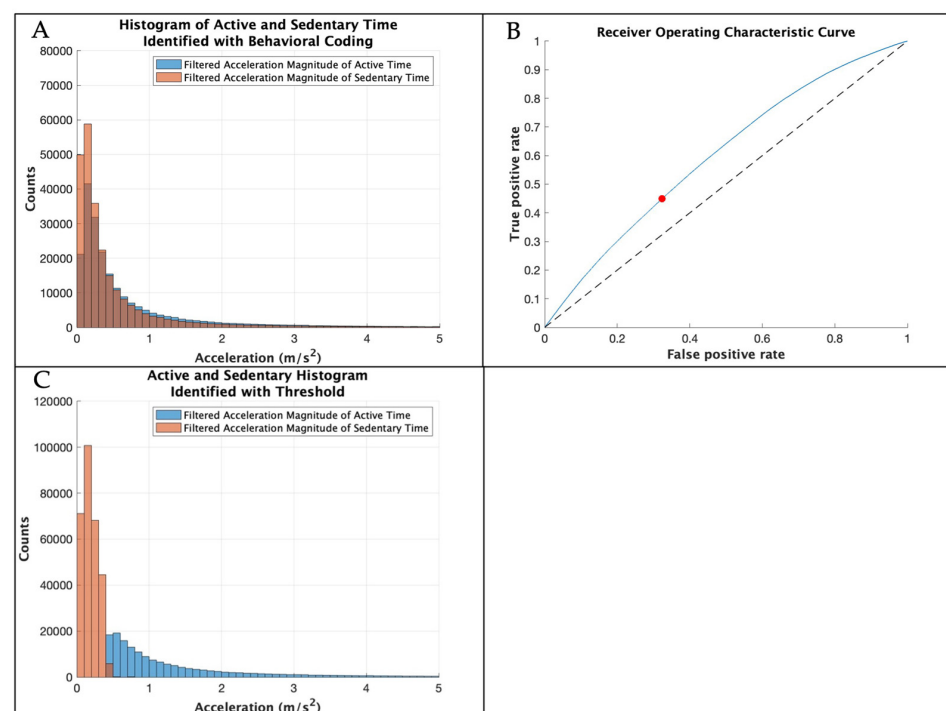 A
Histogram of Active and Sedentary Time
Identified with Behavioral Coding
80000
70000
60000
50000
40000
30000
20000
10000
0
Counts
Filtered Acceleration Magnitude of Active Time
Filtered Acceleration Magnitude of Sedentary Time
0 1 2 3 4 5
Acceleration (m/s²)
B
Receiver Operating Characteristic Curve
1
0.9
0.8
0.7
0.6
0.5
0.4
0.3
0.2
0.1
0
True positive rate
0 0.2 0.4 0.6 0.8 1
False positive rate
C
Active and Sedentary Histogram
Identified with Threshold
120000
100000
80000
60000
40000
20000
0
Counts
Filtered Acceleration Magnitude of Active Time
Filtered Acceleration Magnitude of Sedentary Time
0 1 2 3 4 5
Acceleration (m/s²)